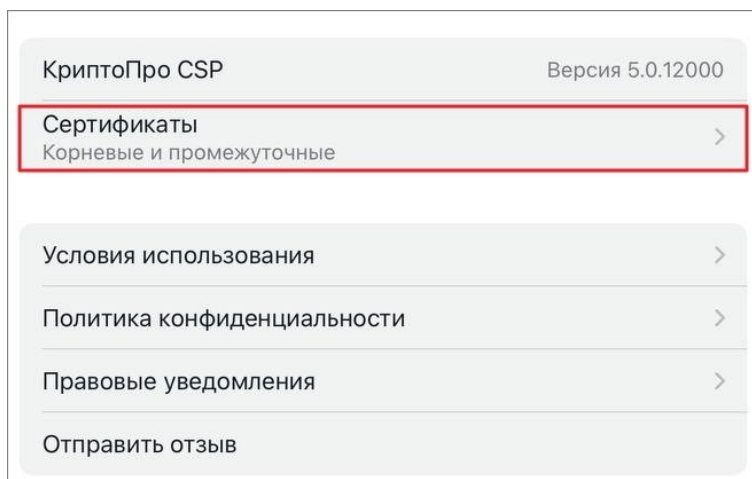 КриптоПро CSP Версия 5.0.12000
Сертификаты
Корневые и промежуточные
Условия использования
Политика конфиденциальности
Правовые уведомления
Отправить отзыв